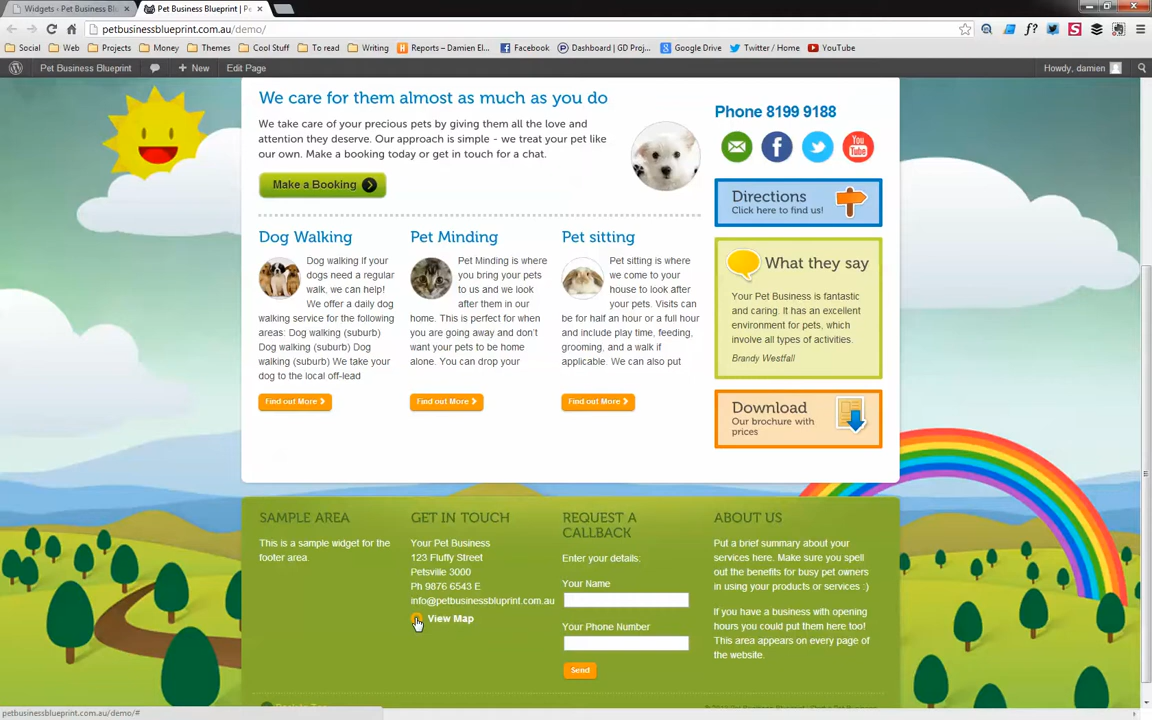 Widgets ‹ Pet Business Bl
Pet Business Blueprint | P
petbusinessblueprint.com.au/demo/
Social
Web
Projects
Money
Themes
Cool Stuff
To read
Writing
Reports – Damien El...
Facebook
Dashboard | GD Proj...
Google Drive
Twitter / Home
YouTube
Pet Business Blueprint
+ New
Edit Page
Howdy, damien
We care for them almost as much as you do
We take care of your precious pets by giving them all the love and
attention they deserve. Our approach is simple - we treat your pet like
our own. Make a booking today or get in touch for a chat.
Make a Booking
Phone 8199 9188
You
Tube
Directions
Click here to find us!
Dog Walking
Dog walking If your
dogs need a regular
walk, we can help!
We offer a daily dog
walking service for the following
areas: Dog walking (suburb)
Dog walking (suburb) Dog
walking (suburb) We take your
dog to the local off-lead
Find out More
Pet Minding
Pet Minding is where
you bring your pets
to us and we look
after them in our
home. This is perfect for when
you are going away and don't
want your pets to be home
alone. You can drop your
Find out More
Pet sitting
Pet sitting is where
we come to your
house to look after
your pets. Visits can
be for half an hour or a full hour
and include play time, feeding,
grooming, and a walk if
applicable. We can also put
Find out More
What they say
Your Pet Business is fantastic
and caring. It has an excellent
environment for pets, which
involve all types of activities.
Brandy Westfall
Download
Our brochure with
prices
SAMPLE AREA
This is a sample widget for the
footer area
GET IN TOUCH
Your Pet Business
123 Fluffy Street
Petsville 3000
Ph 9876 6543 E
info@petbusinessbluprint.com.au
View Map
REQUEST A
CALLBACK
Enter your details:
Your Name
Your Phone Number
Send
ABOUT US
Put a brief summary about your
services here. Make sure you spell
out the benefits for busy pet owners
in using your products or services :)
If you have a business with opening
hours you could put them here too!
This area appears on every page of
the website.
petbusinessblueprint.com.au/demo/#